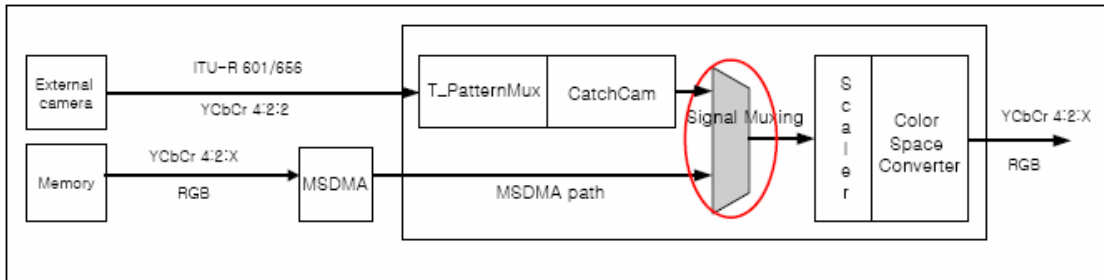 External
camera
ITU-R 601/656
YCbCr 4:2:2
T_PatternMux
CatchCam
Signal Muxing
S
c
a
l
e
r
Color
Space
Converter
YCbCr 4:2:X
RGB
Memory
YCbCr 4:2:X
RGB
MSDMA
MSDMA path